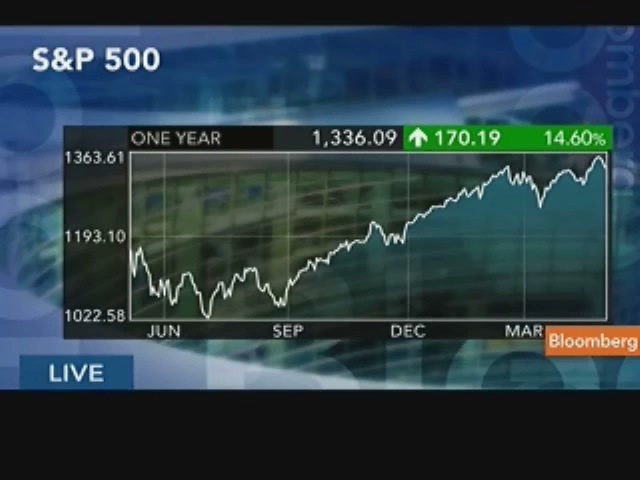 S&P 500
ONE YEAR 1,336.09 170.19 14.60%
1363.61
1193.10
1022.58
JUN SEP DEC MAR
Bloomberg
LIVE
omberg